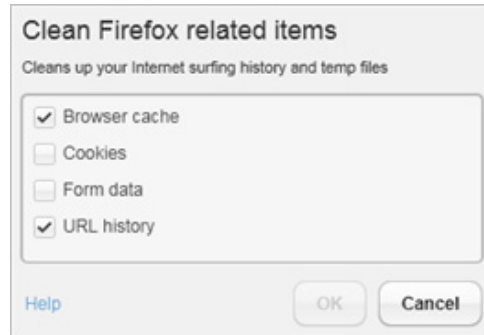 Clean Firefox related items
Cleans up your Internet surfing history and temp files
Browser cache
Cookies
Form data
URL history
Help
OK
Cancel